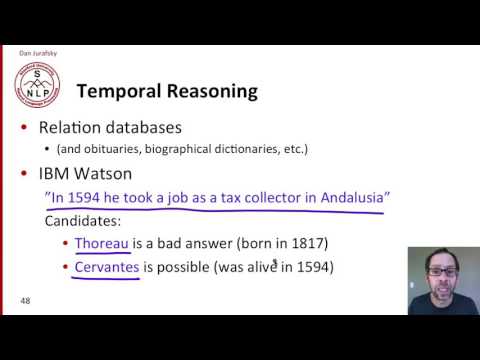 Dan Jurafsky
S
NLP
Temporal Reasoning
• Relation databases
• (and obituaries, biographical dictionaries, etc.)
• IBM Watson
"In 1594 he took a job as a tax collector in Andalusia"
Candidates:
• Thoreau is a bad answer (born in 1817)
• Cervantes is possible (was alive in 1594)
48